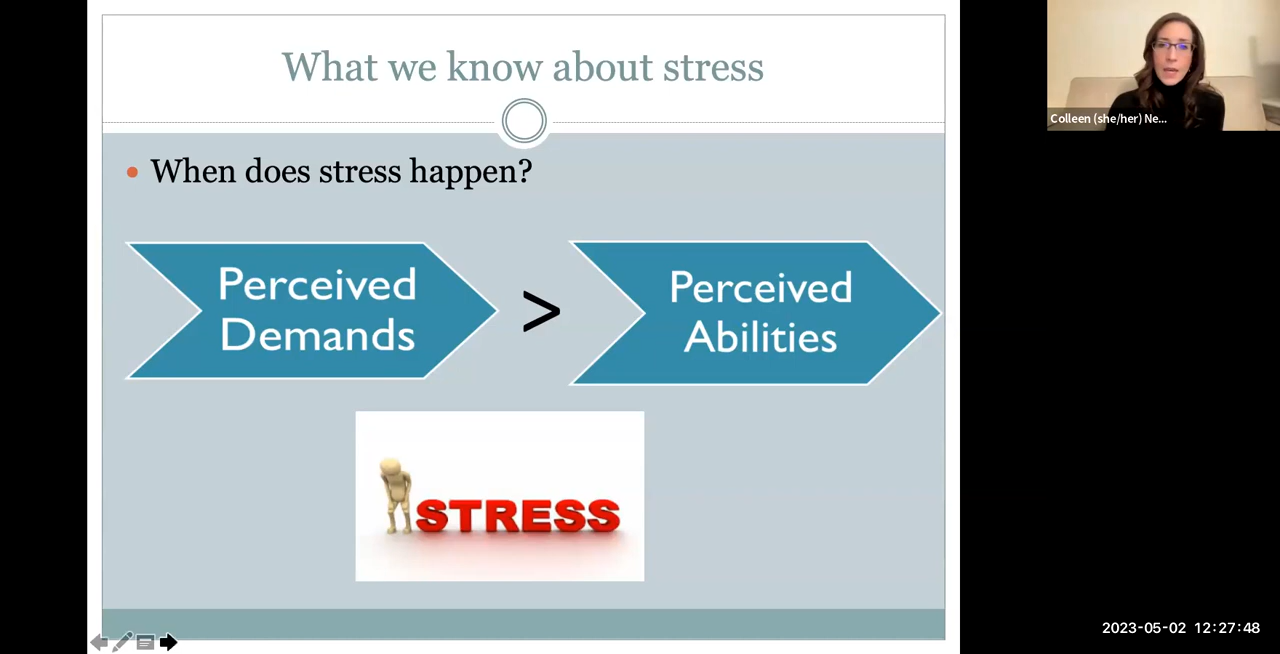 What we know about stress
• When does stress happen?
Perceived
Demands
>
Perceived
Abilities
STRESS
Colleen (she/her) Ne...
2023-05-02 12:27:48